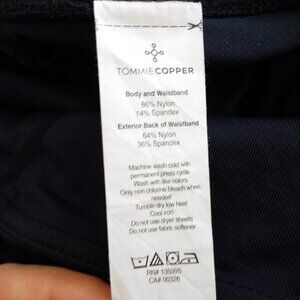 TOMMIECOPPER
Body and Waistband
86% Nylon
14% Spandex
Exterior Back of Waistband
64% Nylon
36% Spandex
Machine wash cold with
permanent press cycle
Wash with like colors
Only non chlorine bleach when
needed
Tumble dry low heat
Cool iron
Do not use dryer sheets
Do not use fabric softener
RN# 135995
CA# 00326